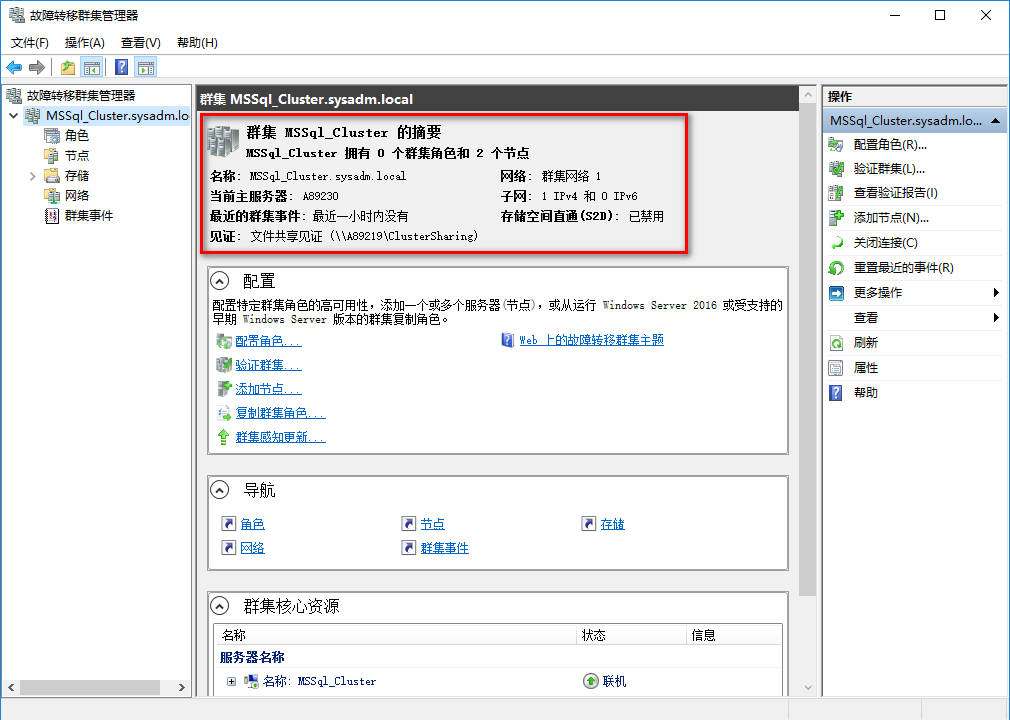 故障转移群集管理器
文件(F) 操作(A) 查看(V) 帮助(H)
故障转移群集管理器
MSSql_Cluster.sysadm.lo
角色
节点
存储
网络
群集事件
群集 MSSql_Cluster.sysadm.local
群集 MSSql_Cluster 的摘要
MSSql_Cluster 拥有 0 个群集角色和 2 个节点
名称: MSSql_Cluster.sysadm.local 网络: 群集网络 1
当前主服务器: A89230 子网: 1 IPv4 和 0 IPv6
最近的群集事件: 最近一小时内没有 存储空间直通(S2D): 已禁用
见证: 文件共享见证 (\\A89219\ClusterSharing)
配置
配置特定群集角色的高可用性，添加一个或多个服务器(节点)，或从运行 Windows Server 2016 或受支持的
早期 Windows Server 版本的群集复制角色。
配置角色... Web 上的故障转移群集主题
验证群集...
添加节点...
复制群集角色...
群集感知更新...
导航
角色 节点 存储
网络 群集事件
群集核心资源
名称 状态 信息
服务器名称
名称: MSSql_Cluster 联机
操作
MSSql_Cluster.sysadm.lo...
配置角色(R)...
验证群集(L)...
查看验证报告(I)
添加节点(N)...
关闭连接(C)
重置最近的事件(R)
更多操作
查看
刷新
属性
帮助